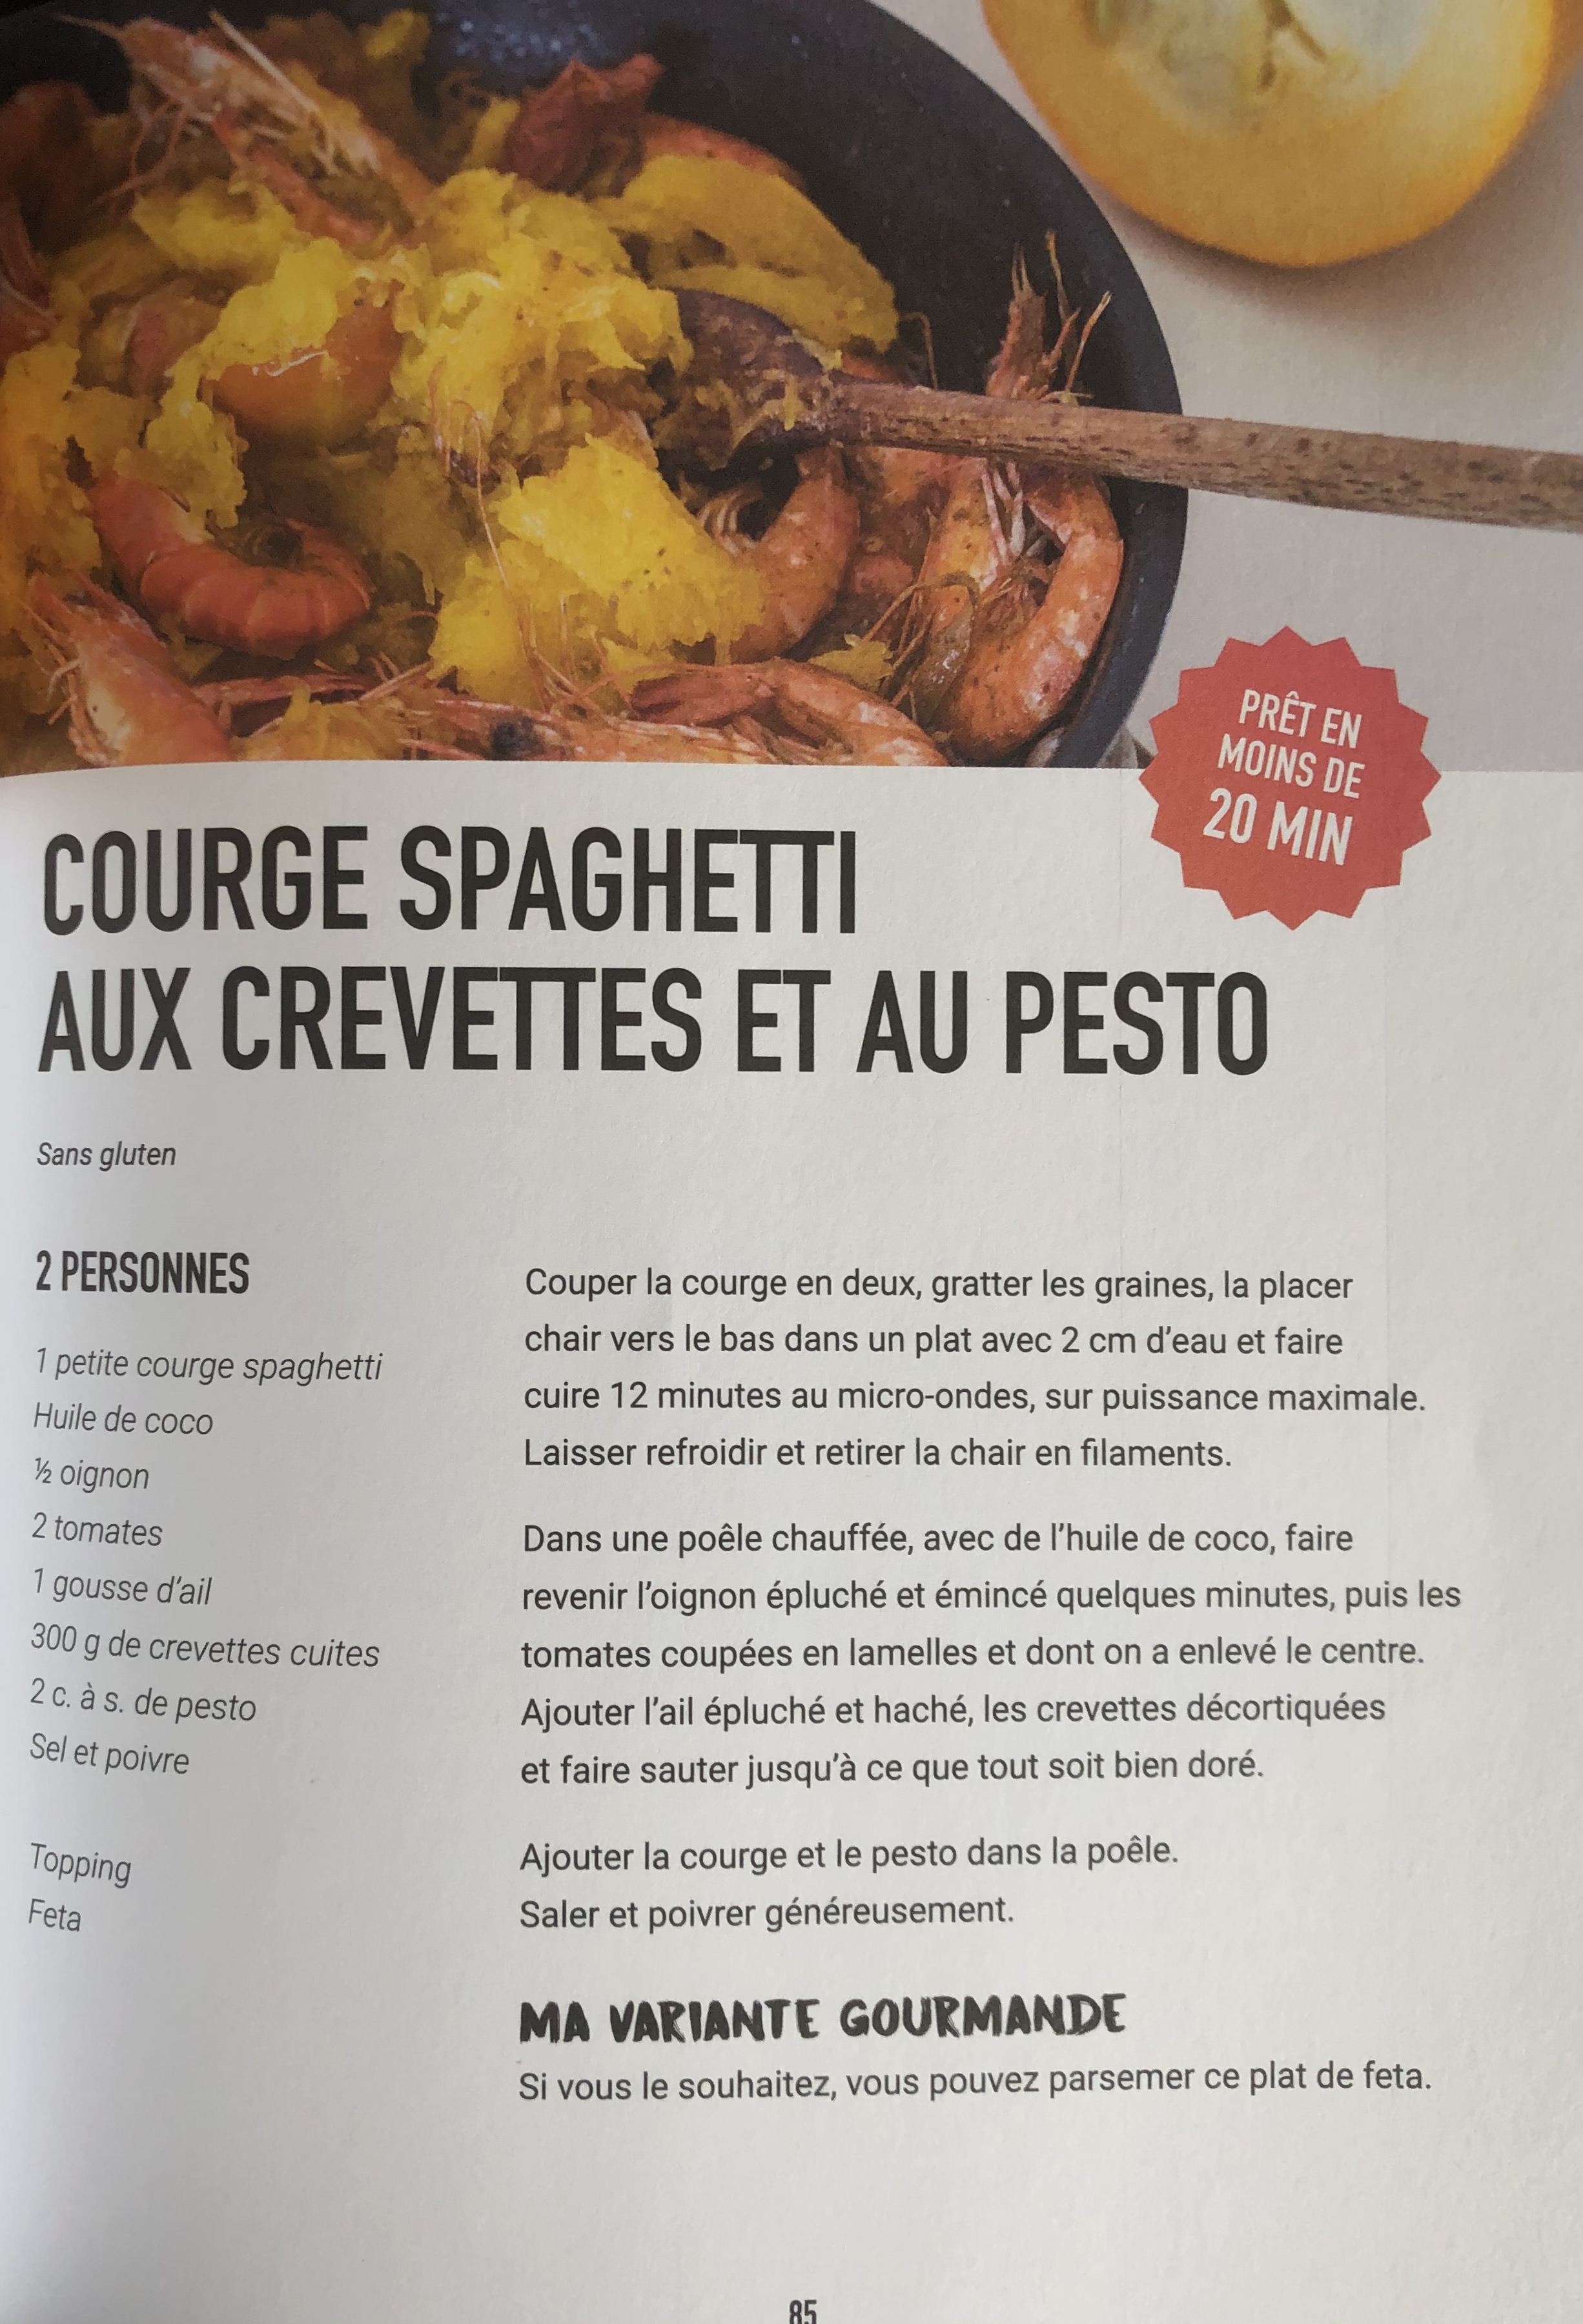 PRÊT EN
MOINS DE
20 MIN
COURGE SPAGHETTI
AUX CREVETTES ET AU PESTO
Sans gluten
2 PERSONNES
1 petite courge spaghetti
Huile de coco
½ oignon
2 tomates
1 gousse d’ail
300 g de crevettes cuites
2 c. à s. de pesto
Sel et poivre
Topping
Feta
Couper la courge en deux, gratter les graines, la placer
chair vers le bas dans un plat avec 2 cm d’eau et faire
cuire 12 minutes au micro-ondes, sur puissance maximale.
Laisser refroidir et retirer la chair en filaments.
Dans une poêle chauffée, avec de l’huile de coco, faire
revenir l’oignon épluché et émincé quelques minutes, puis les
tomates coupées en lamelles et dont on a enlevé le centre.
Ajouter l’ail épluché et haché, les crevettes décortiquées
et faire sauter jusqu’à ce que tout soit bien doré.
Ajouter la courge et le pesto dans la poêle.
Saler et poivrer généreusement.
MA VARIANTE GOURMANDE
Si vous le souhaitez, vous pouvez parsemer ce plat de feta.
85